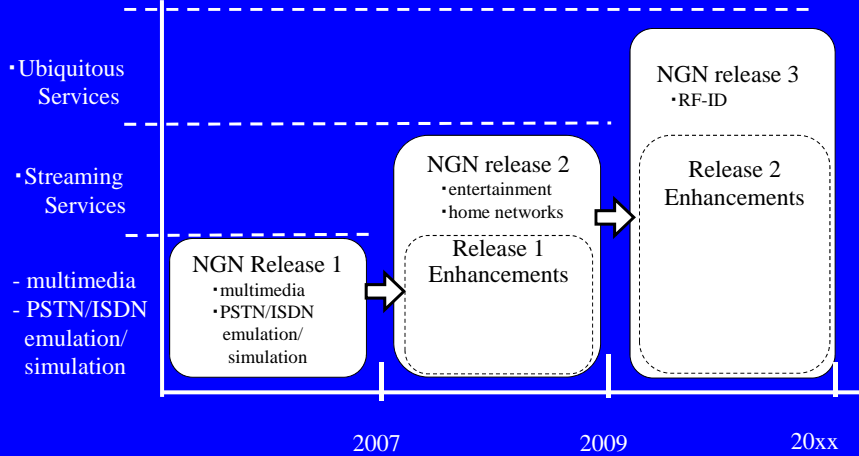 ・Ubiquitous
Services
・Streaming
Services
- multimedia
- PSTN/ISDN
emulation/
simulation
NGN Release 1
・multimedia
・PSTN/ISDN
emulation/
simulation
NGN release 2
・entertainment
・home networks
Release 1
Enhancements
NGN release 3
・RF-ID
Release 2
Enhancements
2007
2009
20xx